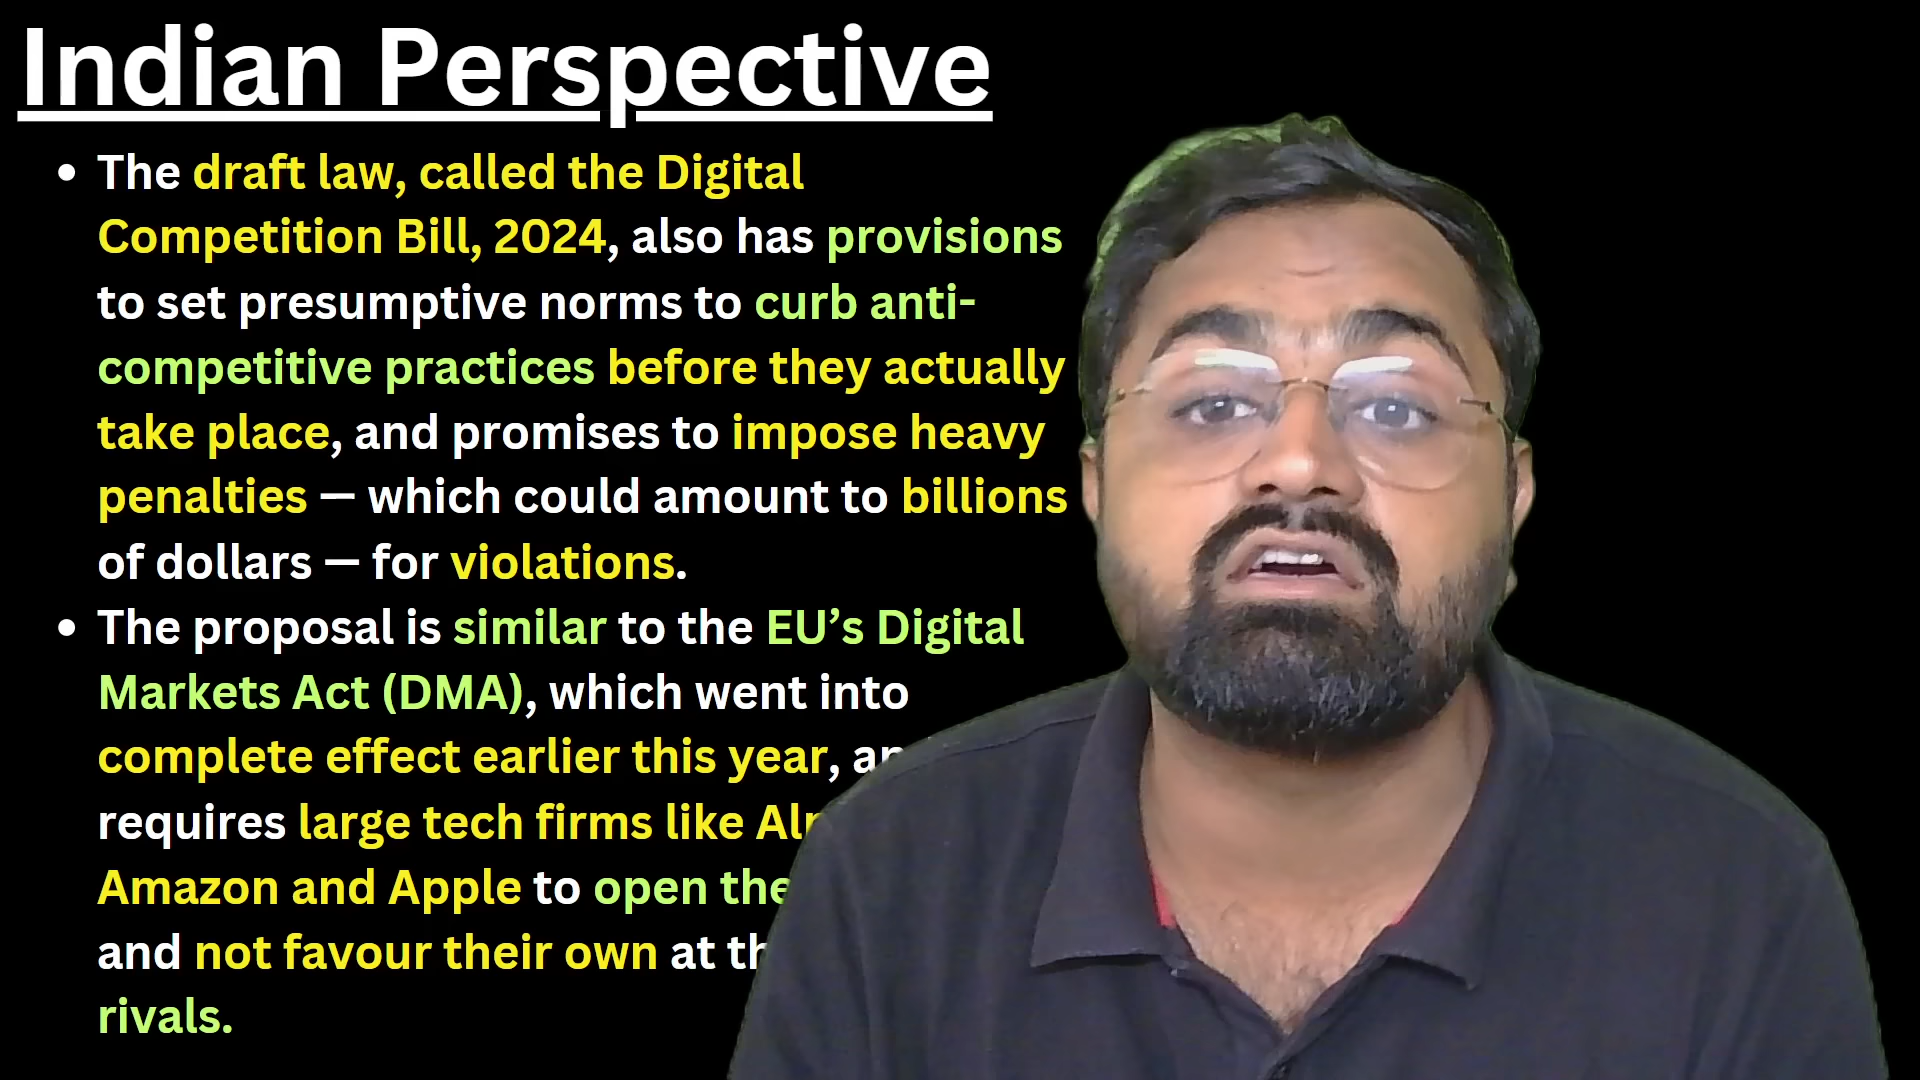 Indian Perspective
• The draft law, called the Digital
Competition Bill, 2024, also has provisions
to set presumptive norms to curb anti-
competitive practices before they actually
take place, and promises to impose heavy
penalties — which could amount to billions
of dollars — for violations.
• The proposal is similar to the EU’s Digital
Markets Act (DMA), which went into
complete effect earlier this year,
requires large tech firms like
Amazon and Apple to open
and not favour their own at
rivals.